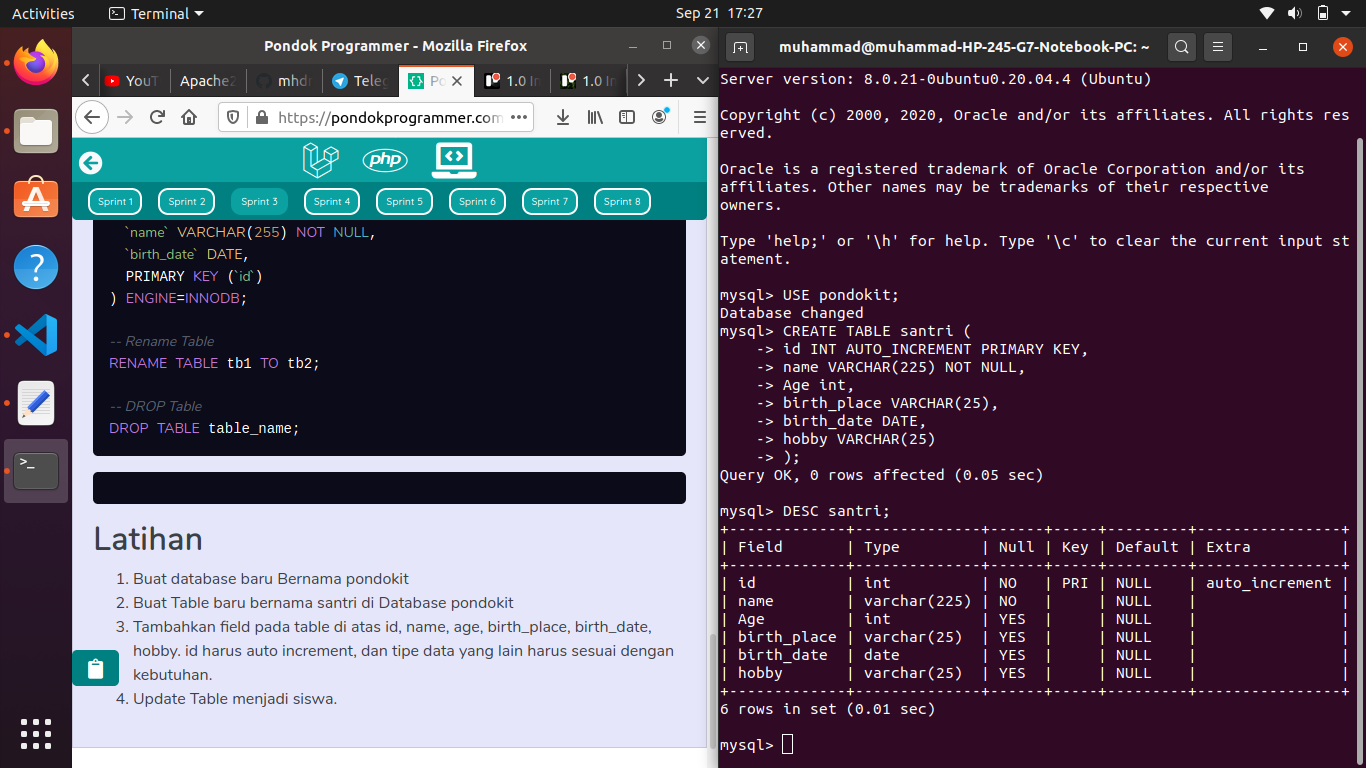 Activities
Terminal
Sep 21 17:27
Pondok Programmer - Mozilla Firefox
YouT
Apache2
mhdr
Teleg
Po
1.0 In
1.0 In
https://pondokprogrammer.com
php
Sprint 1
Sprint 2
Sprint 3
Sprint 4
Sprint 5
Sprint 6
Sprint 7
Sprint 8
`name` VARCHAR(255) NOT NULL,
`birth_date` DATE,
PRIMARY KEY (`id`)
) ENGINE=INNODB;
-- Rename Table
RENAME TABLE tb1 TO tb2;
-- DROP Table
DROP TABLE table_name;
Latihan
1. Buat database baru Bernama pondokit
2. Buat Table baru bernama santri di Database pondokit
3. Tambahkan field pada table di atas id, name, age, birth_place, birth_date,
hobby. id harus auto increment, dan tipe data yang lain harus sesuai dengan
kebutuhan.
4. Update Table menjadi siswa.
muhammad@muhammad-HP-245-G7-Notebook-PC: ~
Server version: 8.0.21-0ubuntu0.20.04.4 (Ubuntu)
Copyright (c) 2000, 2020, Oracle and/or its affiliates. All rights res
erved.
Oracle is a registered trademark of Oracle Corporation and/or its
affiliates. Other names may be trademarks of their respective
owners.
Type 'help;' or '\h' for help. Type '\c' to clear the current input st
atement.
mysql> USE pondokit;
Database changed
mysql> CREATE TABLE santri (
    -> id INT AUTO_INCREMENT PRIMARY KEY,
    -> name VARCHAR(225) NOT NULL,
    -> Age int,
    -> birth_place VARCHAR(25),
    -> birth_date DATE,
    -> hobby VARCHAR(25)
    -> );
Query OK, 0 rows affected (0.05 sec)
mysql> DESC santri;
+-------------+--------------+------+-----+---------+----------------+
| Field       | Type         | Null | Key | Default | Extra          |
+-------------+--------------+------+-----+---------+----------------+
| id          | int          | NO   | PRI | NULL    | auto_increment |
| name        | varchar(225) | NO   |     | NULL    |                |
| Age         | int          | YES  |     | NULL    |                |
| birth_place | varchar(25)  | YES  |     | NULL    |                |
| birth_date  | date         | YES  |     | NULL    |                |
| hobby       | varchar(25)  | YES  |     | NULL    |                |
+-------------+--------------+------+-----+---------+----------------+
6 rows in set (0.01 sec)
mysql>